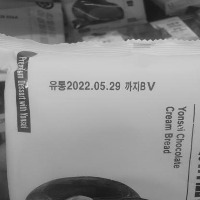 유통2022.05.29 까지BV
Yonsei Chocolate
Cream Bread
Premium Dessert with Yonsei